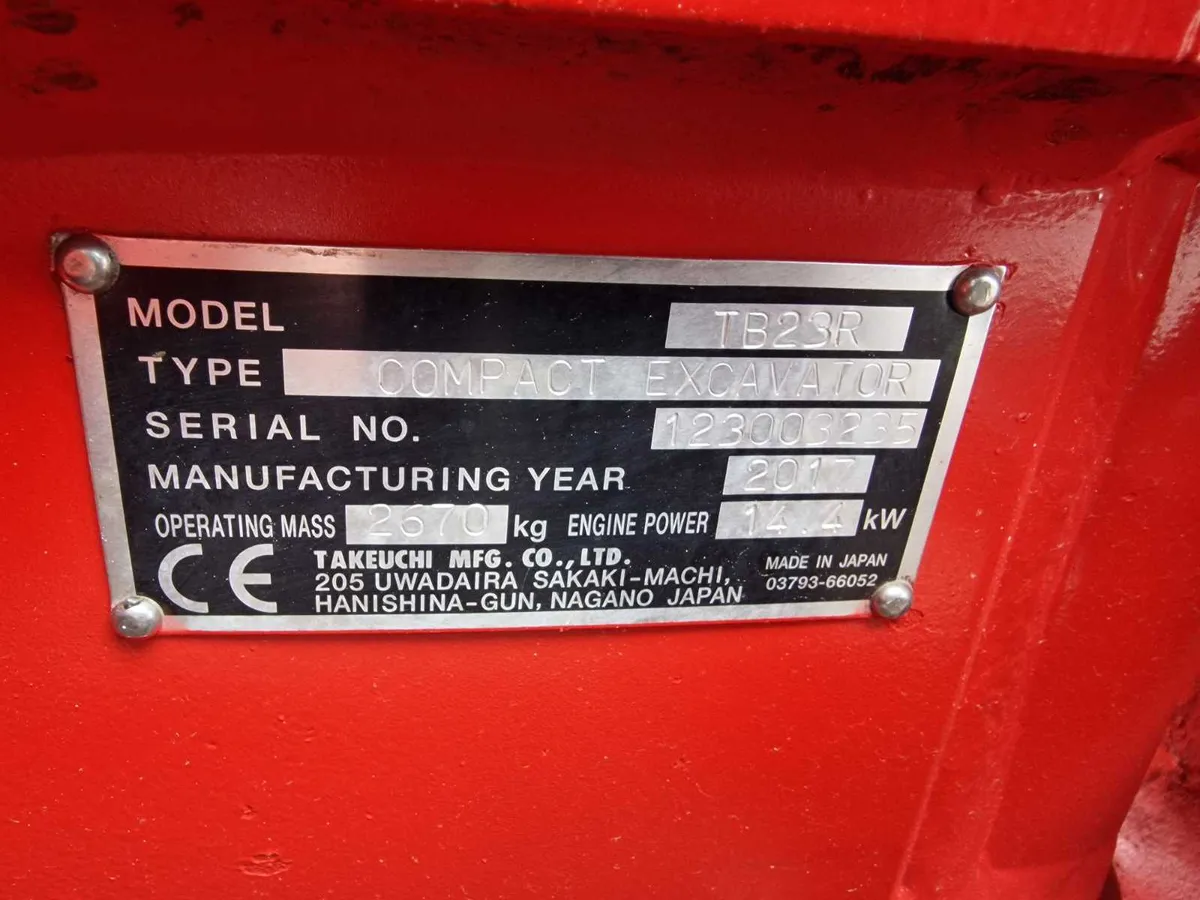 MODEL TB23R
TYPE COMPACT EXCAVATOR
SERIAL NO. 123003235
MANUFACTURING YEAR 2017
OPERATING MASS 2670 kg ENGINE POWER 14.4 kW
CE TAKEUCHI MFG. CO., LTD.
205 UWADAIRA SAKAKI-MACHI,
HANISHINA-GUN, NAGANO JAPAN
MADE IN JAPAN
03793-66052